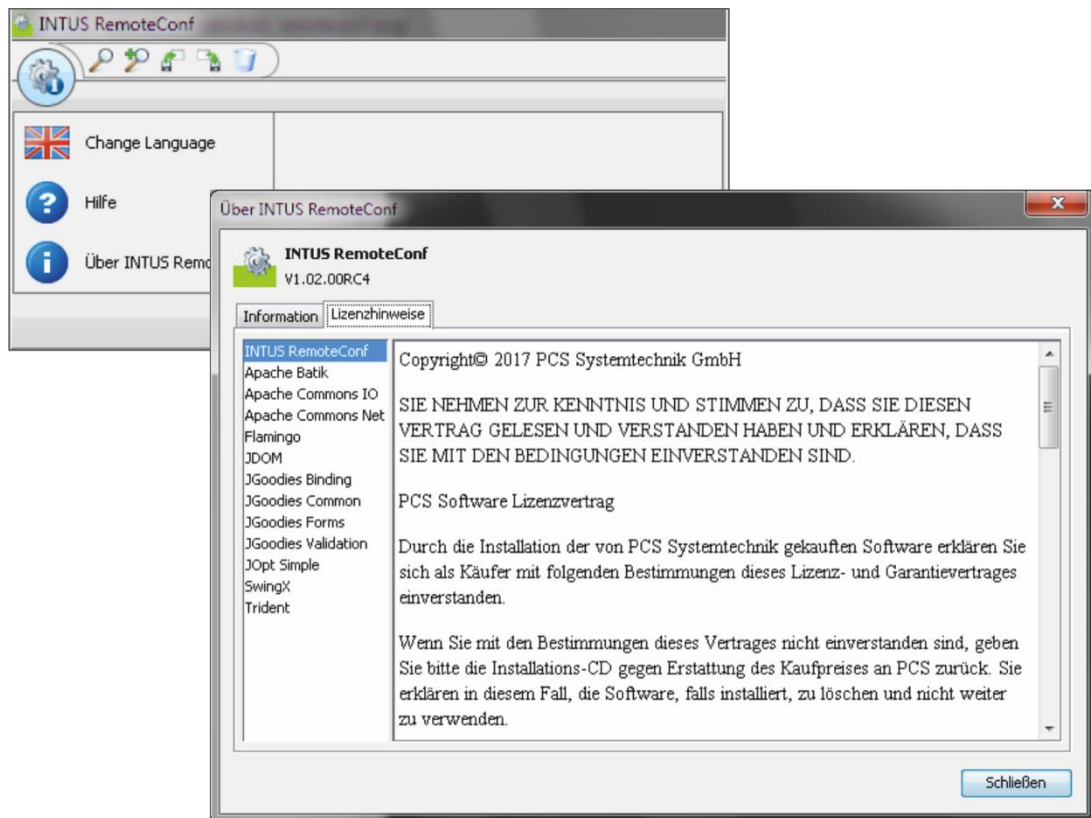 INTUS RemoteConf
Change Language
Hilfe
Über INTUS Remo
Über INTUS RemoteConf
INTUS RemoteConf
V1.02.00RC4
Information
Lizenzhinweise
INTUS RemoteConf
Apache Batik
Apache Commons IO
Apache Commons Net
Flamingo
JDOM
JGoodies Binding
JGoodies Common
JGoodies Forms
JGoodies Validation
JOpt Simple
SwingX
Trident
Copyright© 2017 PCS Systemtechnik GmbH
SIE NEHMEN ZUR KENNTNIS UND STIMMEN ZU, DASS SIE DIESEN
VERTRAG GELESEN UND VERSTANDEN HABEN UND ERKLÄREN, DASS
SIE MIT DEN BEDINGUNGEN EINVERSTANDEN SIND.
PCS Software Lizenzvertrag
Durch die Installation der von PCS Systemtechnik gekauften Software erklären Sie
sich als Käufer mit folgenden Bestimmungen dieses Lizenz- und Garantievertrages
einverstanden.
Wenn Sie mit den Bestimmungen dieses Vertrages nicht einverstanden sind, geben
Sie bitte die Installations-CD gegen Erstattung des Kaufpreises an PCS zurück. Sie
erklären in diesem Fall, die Software, falls installiert, zu löschen und nicht weiter
zu verwenden.
Schließen